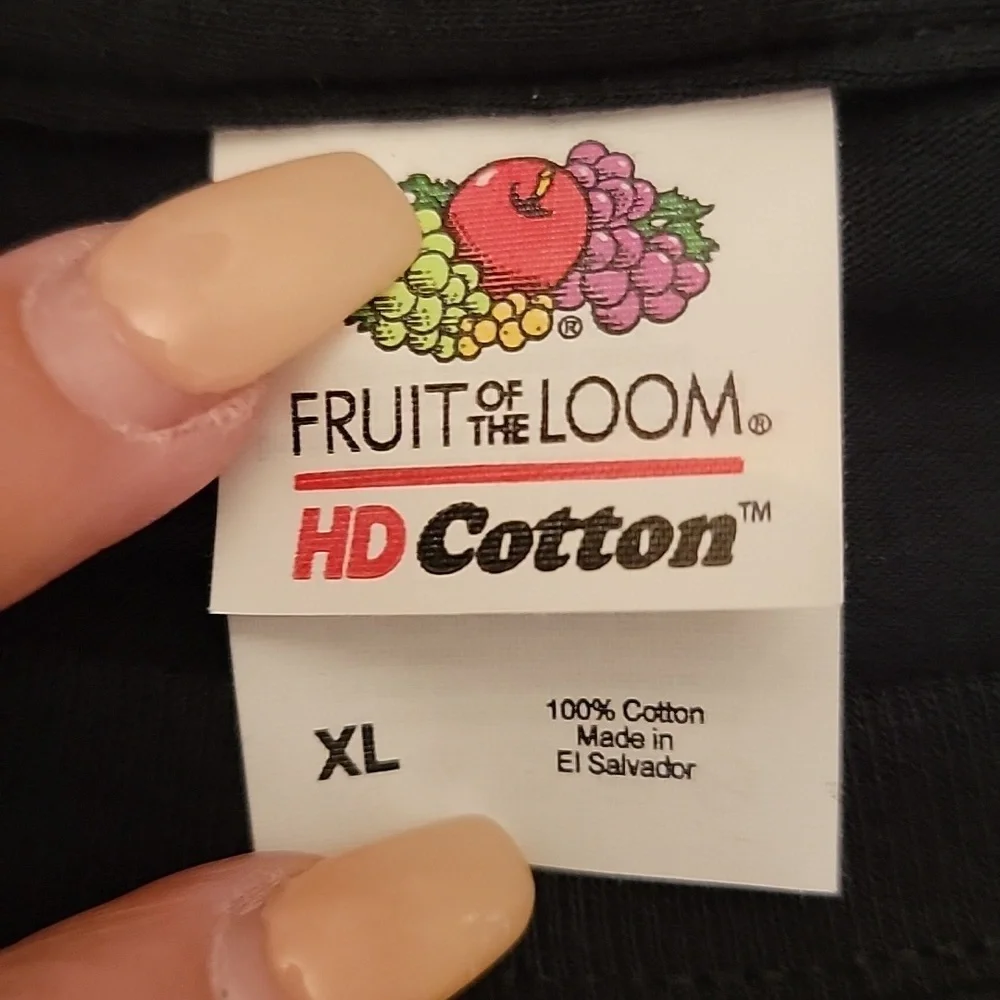 ®
FRUIT OF THE LOOM®
HD Cotton™
XL
100% Cotton
Made in
El Salvador